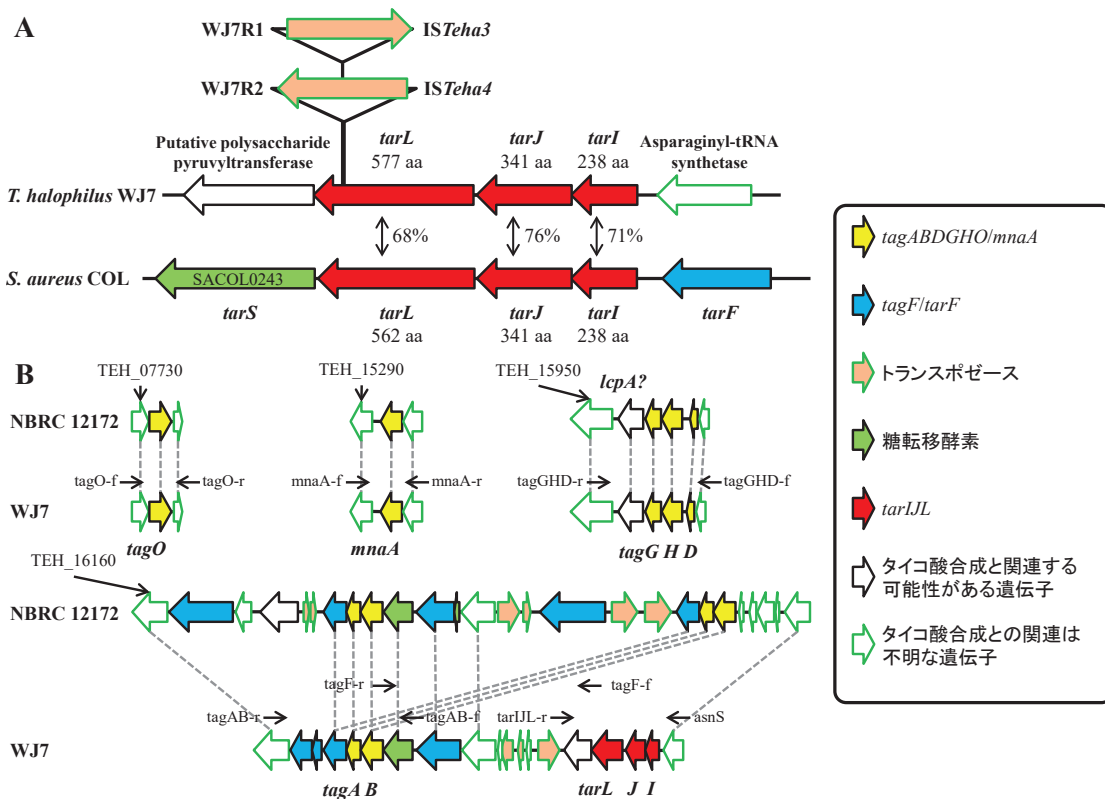 A
WJ7R1
ISTeha3
WJ7R2
ISTeha4
Putative polysaccharide
pyruvyltransferase
tarL
577 aa
tarJ
341 aa
tarI
238 aa
Asparaginyl-tRNA
synthetase
T. halophilus WJ7
68%
76%
71%
S. aureus COL
SACOL0243
tarS
tarL
562 aa
tarJ
341 aa
tarI
238 aa
tarF
B
TEH_07730
TEH_15290
TEH_15950
lcpA?
NBRC 12172
tagO-f
tagO-r
mnaA-f
mnaA-r
tagGHD-r
tagGHD-f
WJ7
tagO
mnaA
tagG H D
TEH_16160
NBRC 12172
tagF-r
tagF-f
tagAB-r
tagAB-f
tarIJL-r
asnS
WJ7
tagA B
tarL J I
tagABDGHO/mnaA
tagF/tarF
トランスポゼース
糖転移酵素
tarIJL
タイコ酸合成と関連する
可能性がある遺伝子
タイコ酸合成との関連は
不明な遺伝子